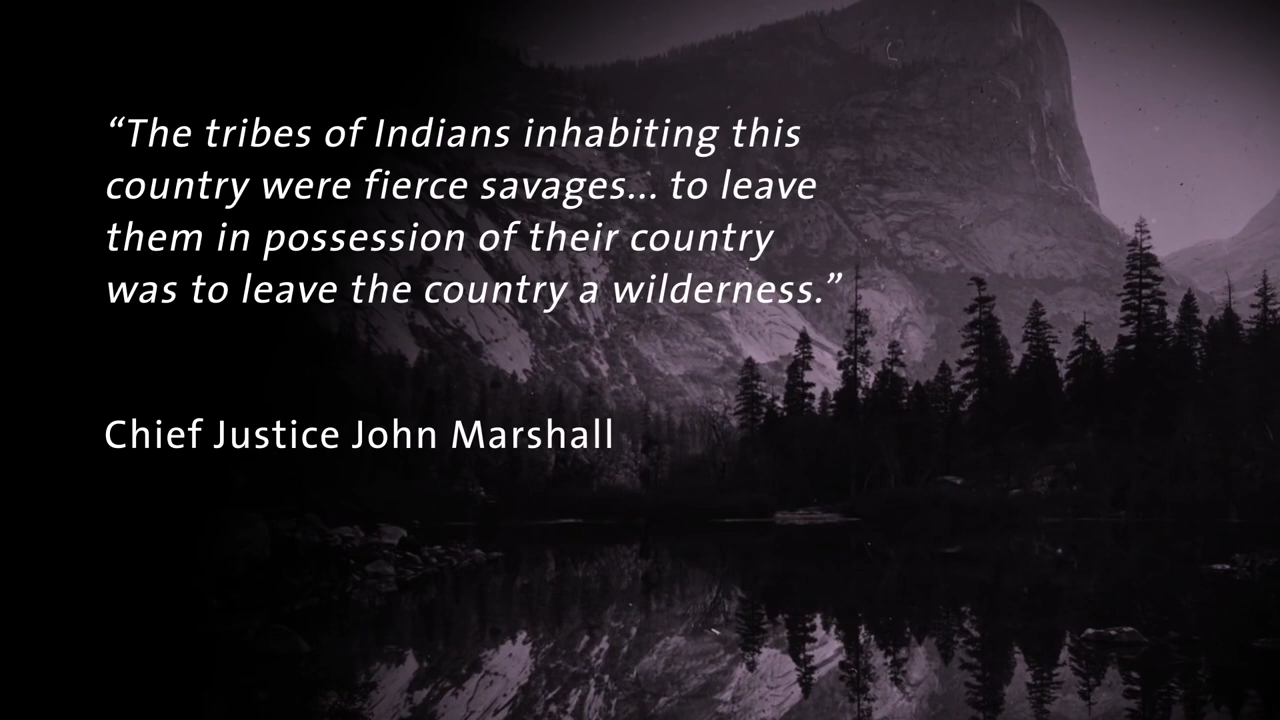 “The tribes of Indians inhabiting this
country were fierce savages... to leave
them in possession of their country
was to leave the country a wilderness.”
Chief Justice John Marshall